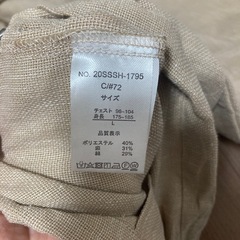 NO. 20SSSH-1795
C/#72
サイズ
チェスト 96-104
身長 175-185
L
品質表示
ポリエステル 40%
麻 31%
綿 29%